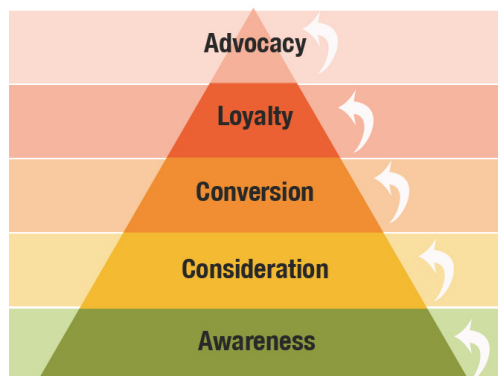 Advocacy
Loyalty
Conversion
Consideration
Awareness